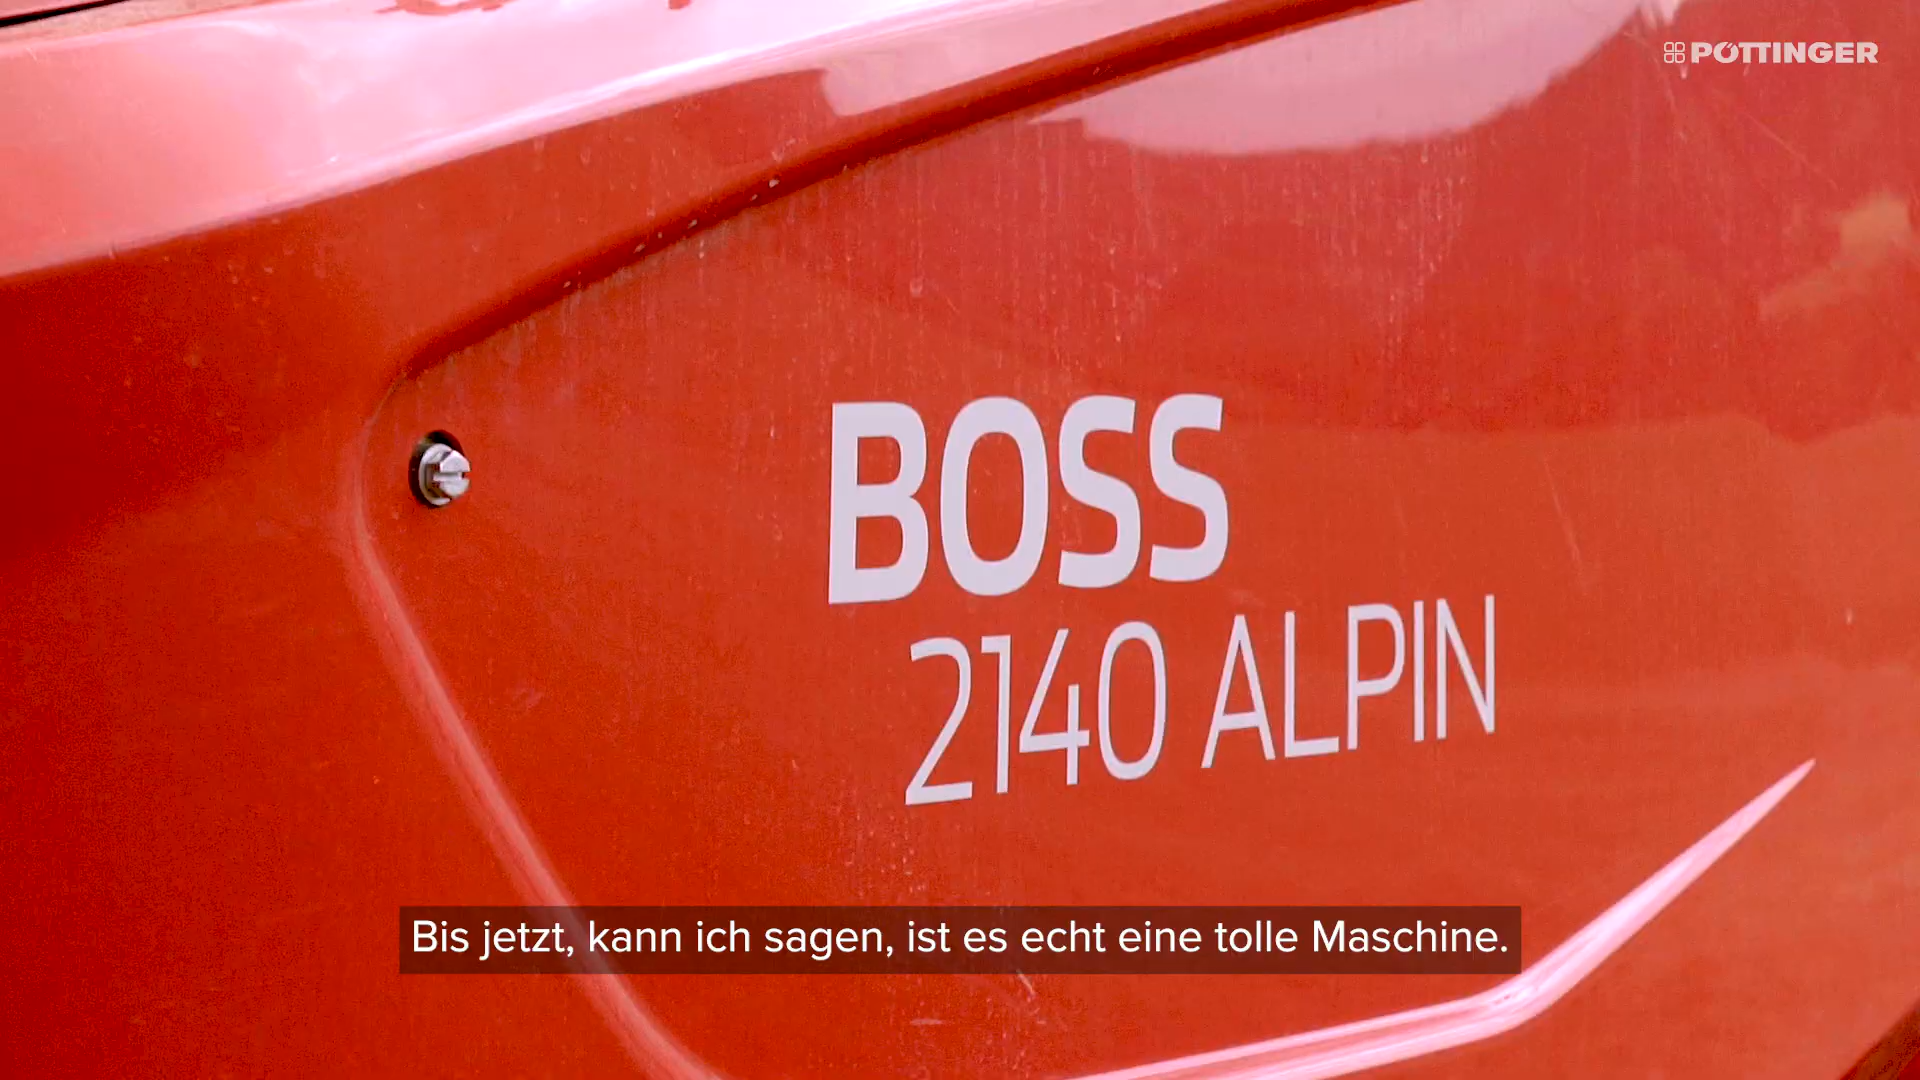 PÖTTINGER
BOSS
2140 ALPIN
Bis jetzt, kann ich sagen, ist es echt eine tolle Maschine.